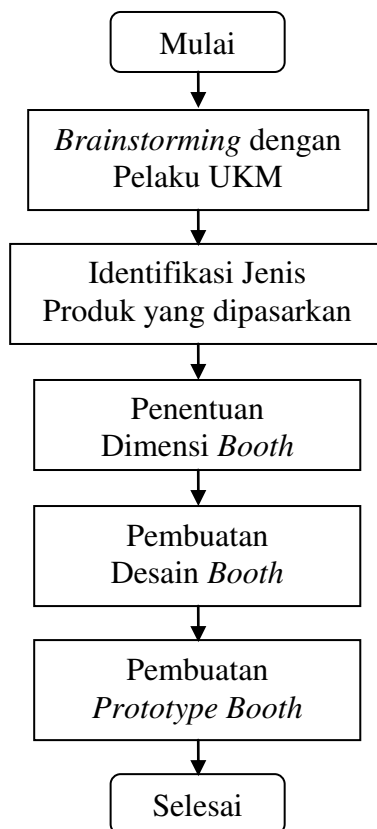 Mulai
Brainstorming dengan
Pelaku UKM
Identifikasi Jenis
Produk yang dipasarkan
Penentuan
Dimensi Booth
Pembuatan
Desain Booth
Pembuatan
Prototype Booth
Selesai